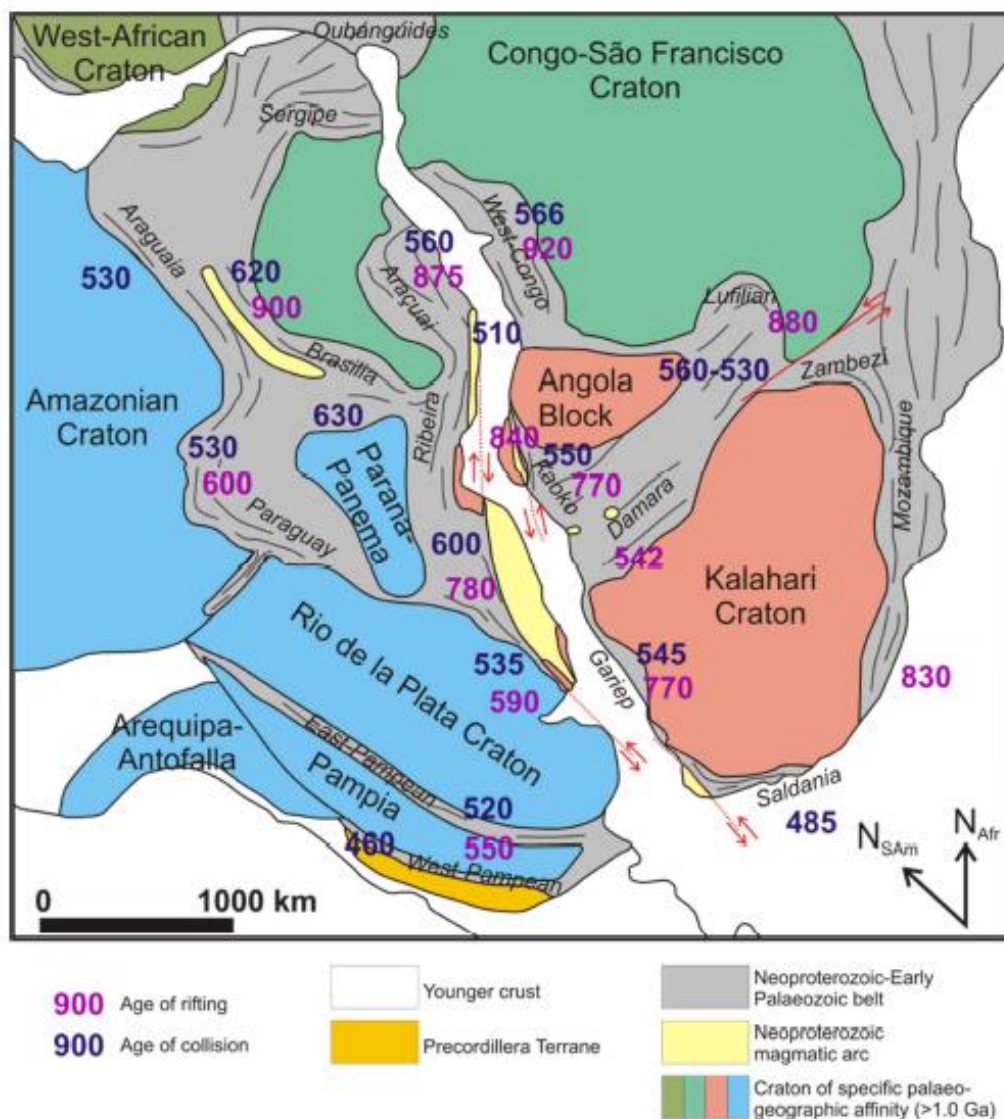 West-African
Craton
Oubanguides
Congo-São Francisco
Craton
Sergipe
Araguaia
530
620
900
Brasilia
560
875
Araçuai
West-Congo
566
920
Lufilian
880
510
Angola
Block
560-530
Zambezi
Amazonian
Craton
630
Ribeira
840
550
770
Kaoko
Damara
Mozambique
530
600
Paraguay
Parana-
Panema
600
780
542
Kalahari
Craton
Rio de la Plata Craton
535
590
Gariep
545
770
830
Arequipa-
Antofalla
East-Pampean
Pampia
520
460
550
West-Pampean
Saldania
485
N SAm
N Afr
0 1000 km
900 Age of rifting
900 Age of collision
Younger crust
Precordillera Terrane
Neoproterozoic-Early
Palaeozoic belt
Neoproterozoic
magmatic arc
Craton of specific palaeo-
geographic affinity (>1.0 Ga)